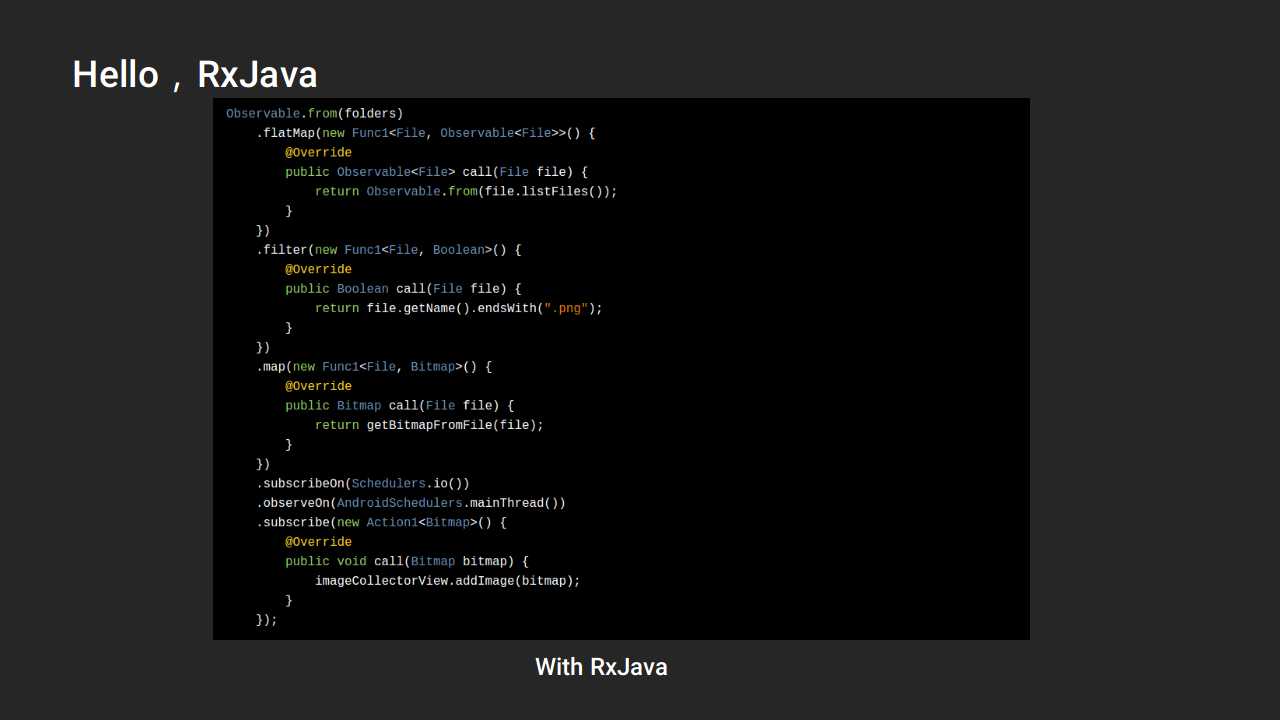 Hello , RxJava
Observable.from(folders)
    .flatMap(new Func1<File, Observable<File>>() {
        @Override
        public Observable<File> call(File file) {
            return Observable.from(file.listFiles());
        }
    })
    .filter(new Func1<File, Boolean>() {
        @Override
        public Boolean call(File file) {
            return file.getName().endsWith(".png");
        }
    })
    .map(new Func1<File, Bitmap>() {
        @Override
        public Bitmap call(File file) {
            return getBitmapFromFile(file);
        }
    })
    .subscribeOn(Schedulers.io())
    .observeOn(AndroidSchedulers.mainThread())
    .subscribe(new Action1<Bitmap>() {
        @Override
        public void call(Bitmap bitmap) {
            imageCollectorView.addImage(bitmap);
        }
    });
With RxJava